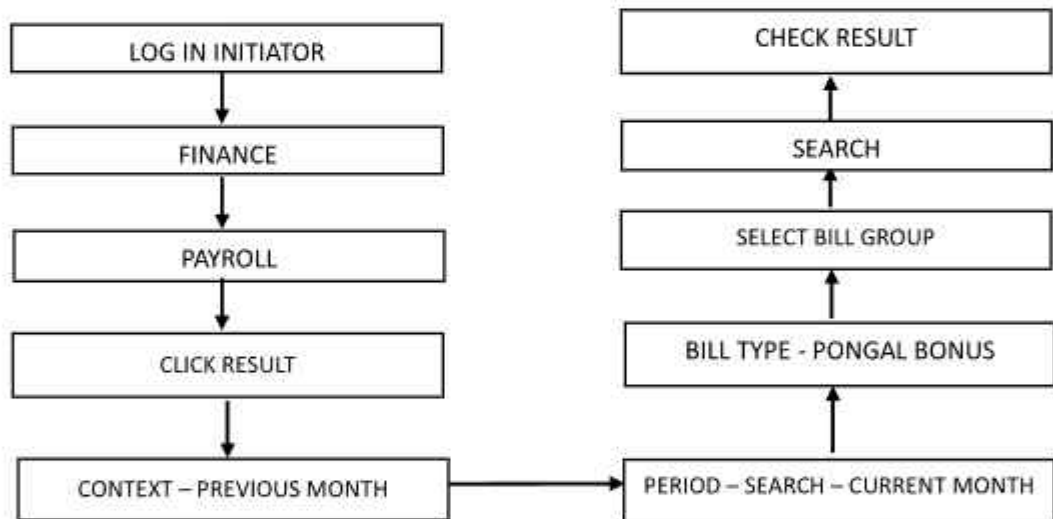 LOG IN INITIATOR
FINANCE
PAYROLL
CLICK RESULT
CONTEXT – PREVIOUS MONTH
PERIOD – SEARCH – CURRENT MONTH
BILL TYPE - PONGAL BONUS
SELECT BILL GROUP
SEARCH
CHECK RESULT